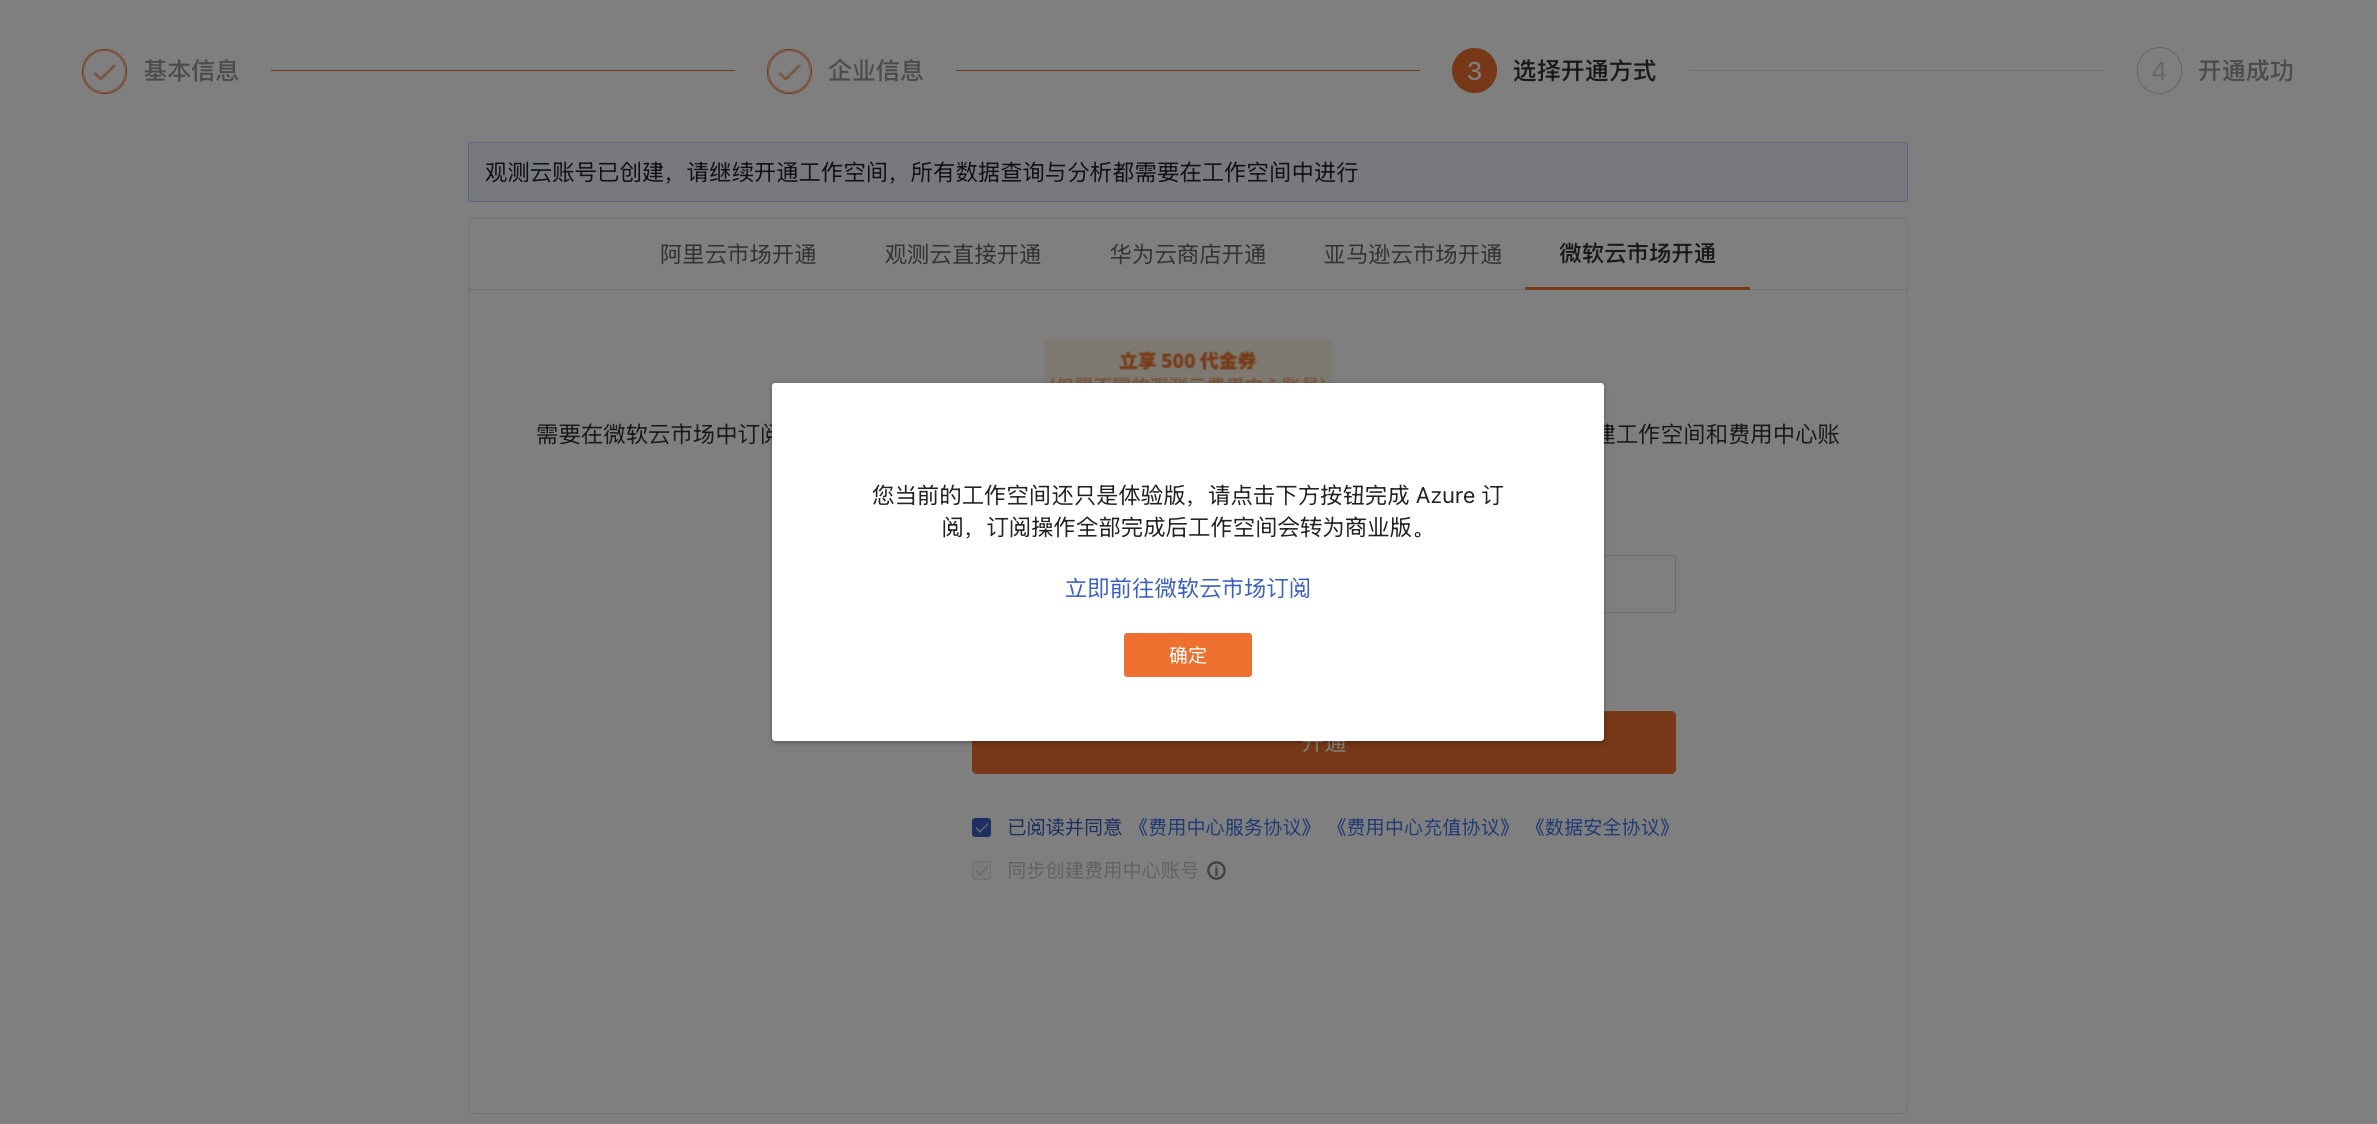 基本信息
企业信息
3 选择开通方式
4 开通成功
观测云账号已创建，请继续开通工作空间，所有数据查询与分析都需要在工作空间中进行
阿里云市场开通 观测云直接开通 华为云商店开通 亚马逊云市场开通 微软云市场开通
立享 500 代金券
需要在微软云市场中订阅
建工作空间和费用中心账
您当前的工作空间还只是体验版，请点击下方按钮完成 Azure 订
阅，订阅操作全部完成后工作空间会转为商业版。
立即前往微软云市场订阅
确定
开通
已阅读并同意 《费用中心服务协议》 《费用中心充值协议》 《数据安全协议》
同步创建费用中心账号